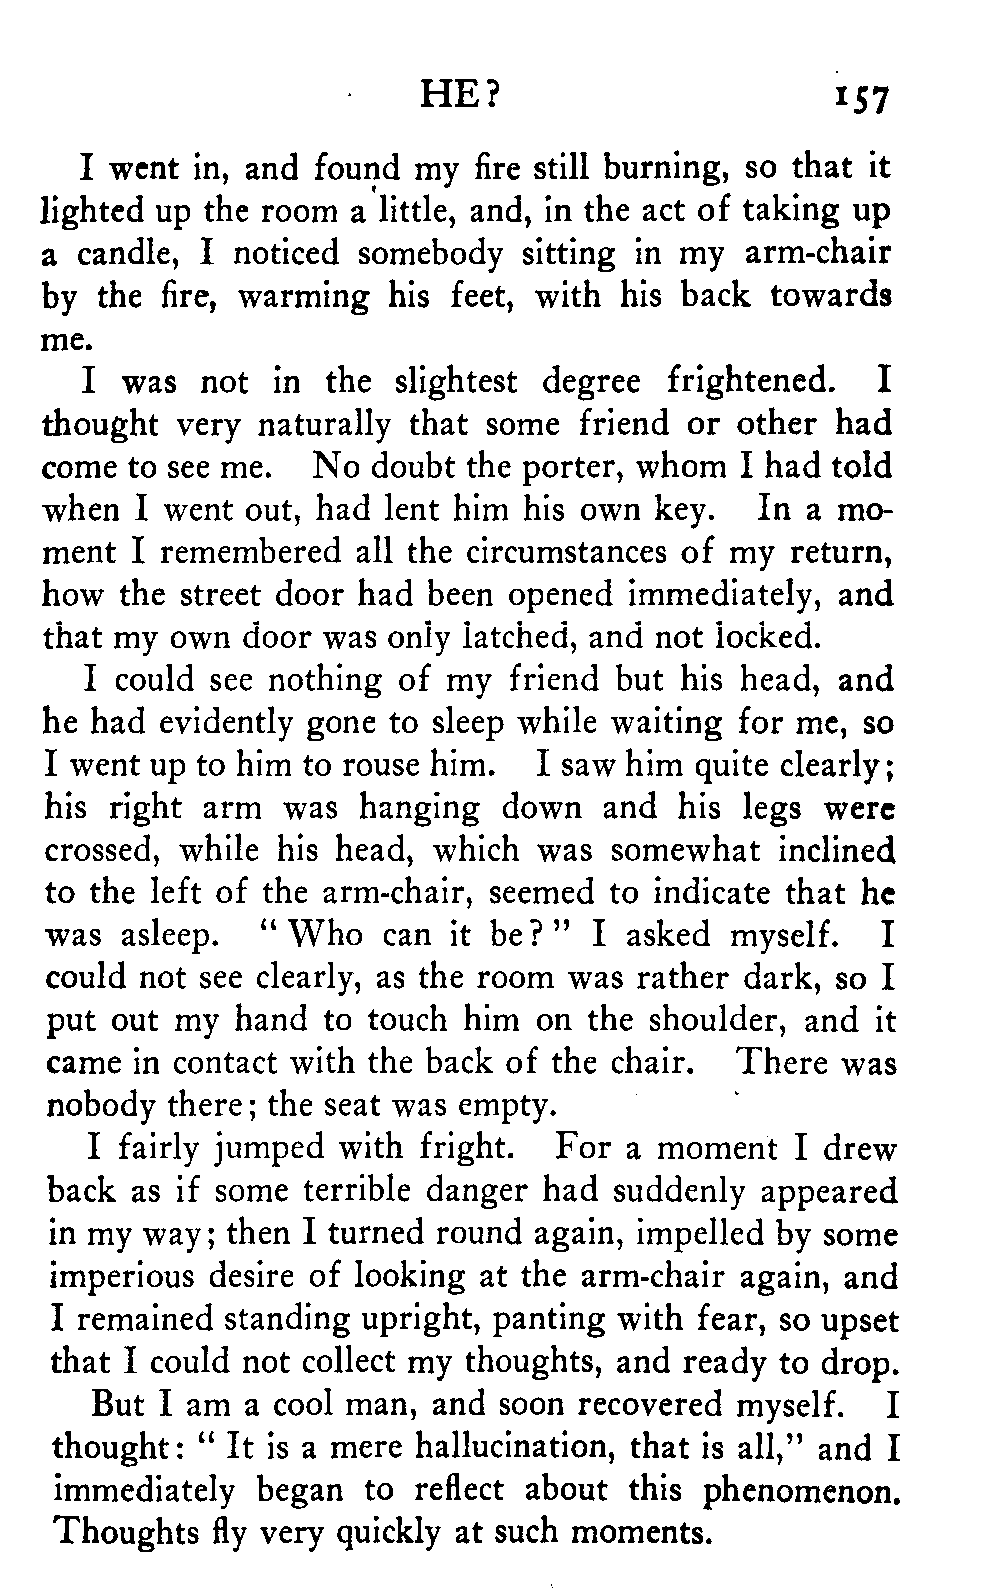 HE? 157
I went in, and found my fire still burning, so that it
lighted up the room a little, and, in the act of taking up
a candle, I noticed somebody sitting in my arm-chair
by the fire, warming his feet, with his back towards
me.
I was not in the slightest degree frightened. I
thought very naturally that some friend or other had
come to see me. No doubt the porter, whom I had told
when I went out, had lent him his own key. In a mo-
ment I remembered all the circumstances of my return,
how the street door had been opened immediately, and
that my own door was only latched, and not locked.
I could see nothing of my friend but his head, and
he had evidently gone to sleep while waiting for me, so
I went up to him to rouse him. I saw him quite clearly;
his right arm was hanging down and his legs were
crossed, while his head, which was somewhat inclined
to the left of the arm-chair, seemed to indicate that he
was asleep. "Who can it be?" I asked myself. I
could not see clearly, as the room was rather dark, so I
put out my hand to touch him on the shoulder, and it
came in contact with the back of the chair. There was
nobody there; the seat was empty.
I fairly jumped with fright. For a moment I drew
back as if some terrible danger had suddenly appeared
in my way; then I turned round again, impelled by some
imperious desire of looking at the arm-chair again, and
I remained standing upright, panting with fear, so upset
that I could not collect my thoughts, and ready to drop.
But I am a cool man, and soon recovered myself. I
thought: "It is a mere hallucination, that is all," and I
immediately began to reflect about this phenomenon.
Thoughts fly very quickly at such moments.